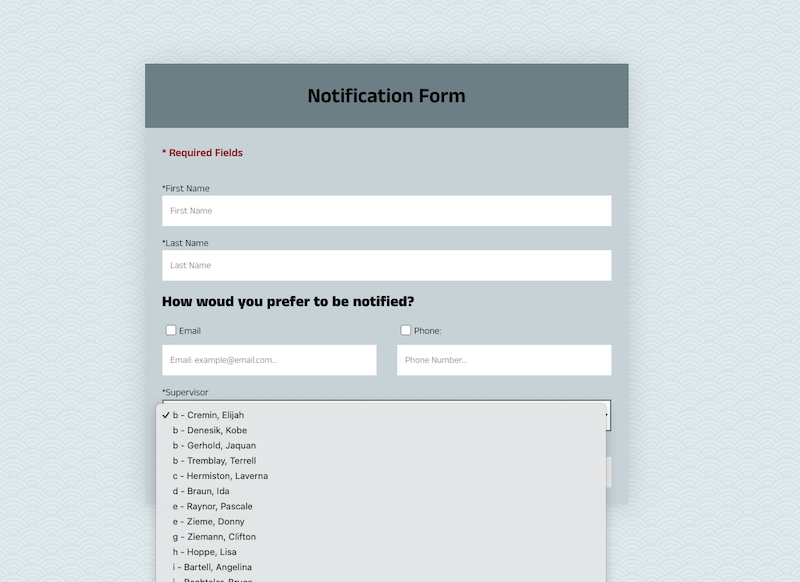 Notification Form
* Required Fields
*First Name
First Name
*Last Name
Last Name
How woud you prefer to be notified?
Email
Phone:
Email: example@email.com...
Phone Number...
*Supervisor
b - Cremin, Elijah
b - Denesik, Kobe
b - Gerhold, Jaquan
b - Tremblay, Terrell
c - Hermiston, Laverna
d - Braun, Ida
e - Raynor, Pascale
e - Zieme, Donny
g - Ziemann, Clifton
h - Hoppe, Lisa
i - Bartell, Angelina
i - Bechteler, Bruce